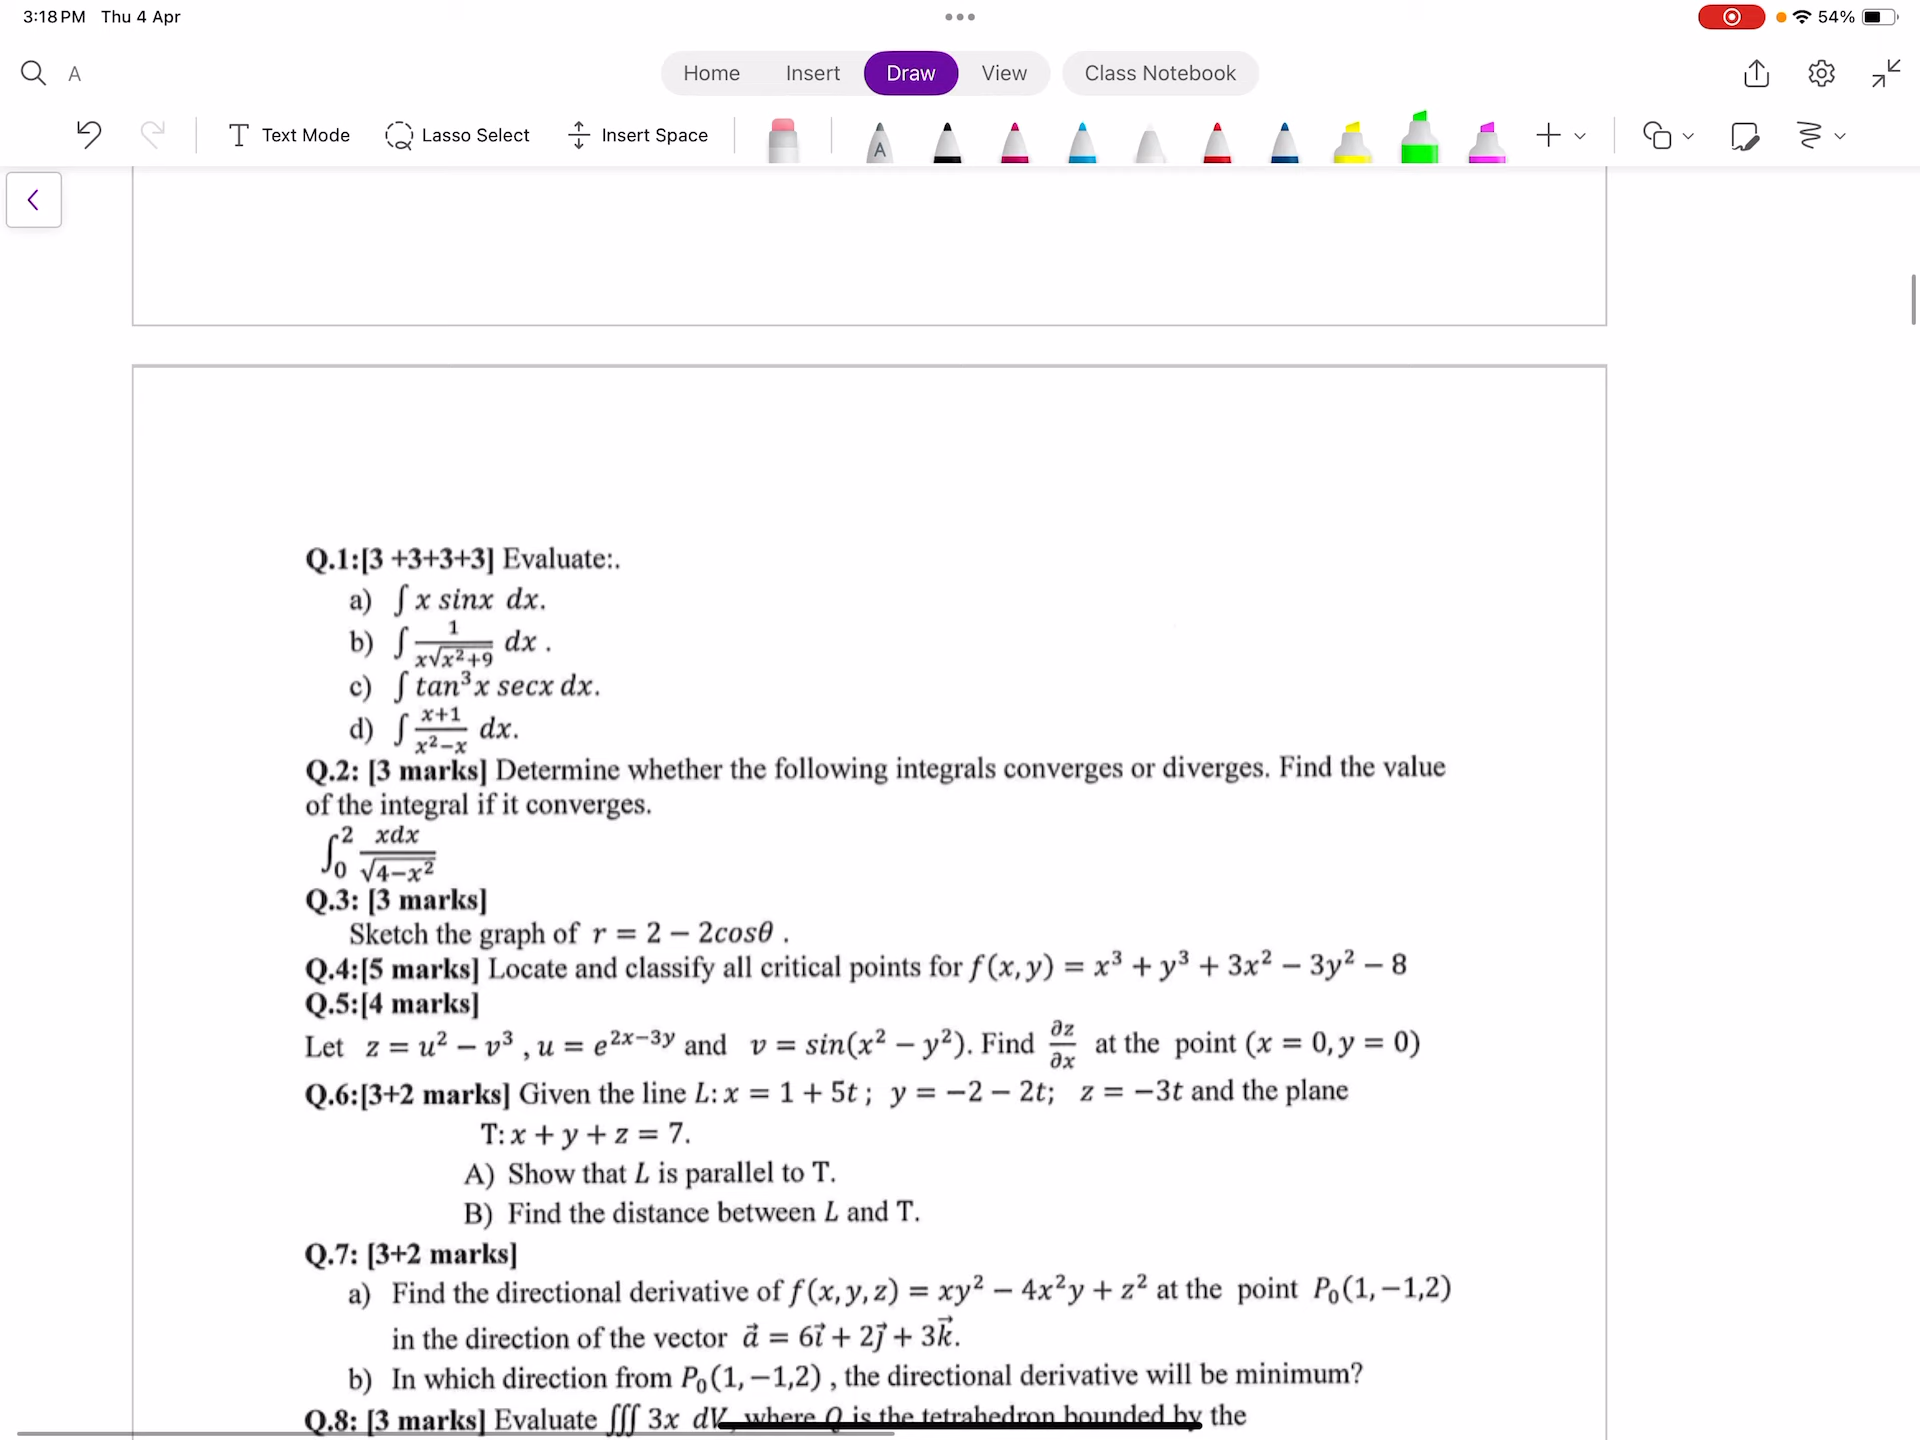 3:18 PM Thu 4 Apr
54%
A
Home Insert Draw View Class Notebook
Text Mode Lasso Select Insert Space
A
Q.1:[3 +3+3+3] Evaluate:.
a) ∫ x sinx dx.
b) ∫ 1/(x√(x²+9)) dx .
c) ∫ tan³x secx dx.
d) ∫ (x+1)/(x²−x) dx.
Q.2: [3 marks] Determine whether the following integrals converges or diverges. Find the value
of the integral if it converges.
∫₀² xdx/√(4−x²)
Q.3: [3 marks]
Sketch the graph of r = 2 − 2cosθ .
Q.4:[5 marks] Locate and classify all critical points for f(x, y) = x³ + y³ + 3x² − 3y² − 8
Q.5:[4 marks]
Let z = u² − v³ , u = e²ˣ⁻³ʸ and v = sin(x² − y²). Find ∂z/∂x at the point (x = 0, y = 0)
Q.6:[3+2 marks] Given the line L: x = 1 + 5t ; y = −2 − 2t; z = −3t and the plane
T: x + y + z = 7.
A) Show that L is parallel to T.
B) Find the distance between L and T.
Q.7: [3+2 marks]
a) Find the directional derivative of f(x, y, z) = xy² − 4x²y + z² at the point P₀(1, −1,2)
in the direction of the vector a⃗ = 6i⃗ + 2j⃗ + 3k⃗.
b) In which direction from P₀(1, −1,2) , the directional derivative will be minimum?
Q.8: [3 marks] Evaluate ∭ 3x dV, where Q is the tetrahedron bounded by the